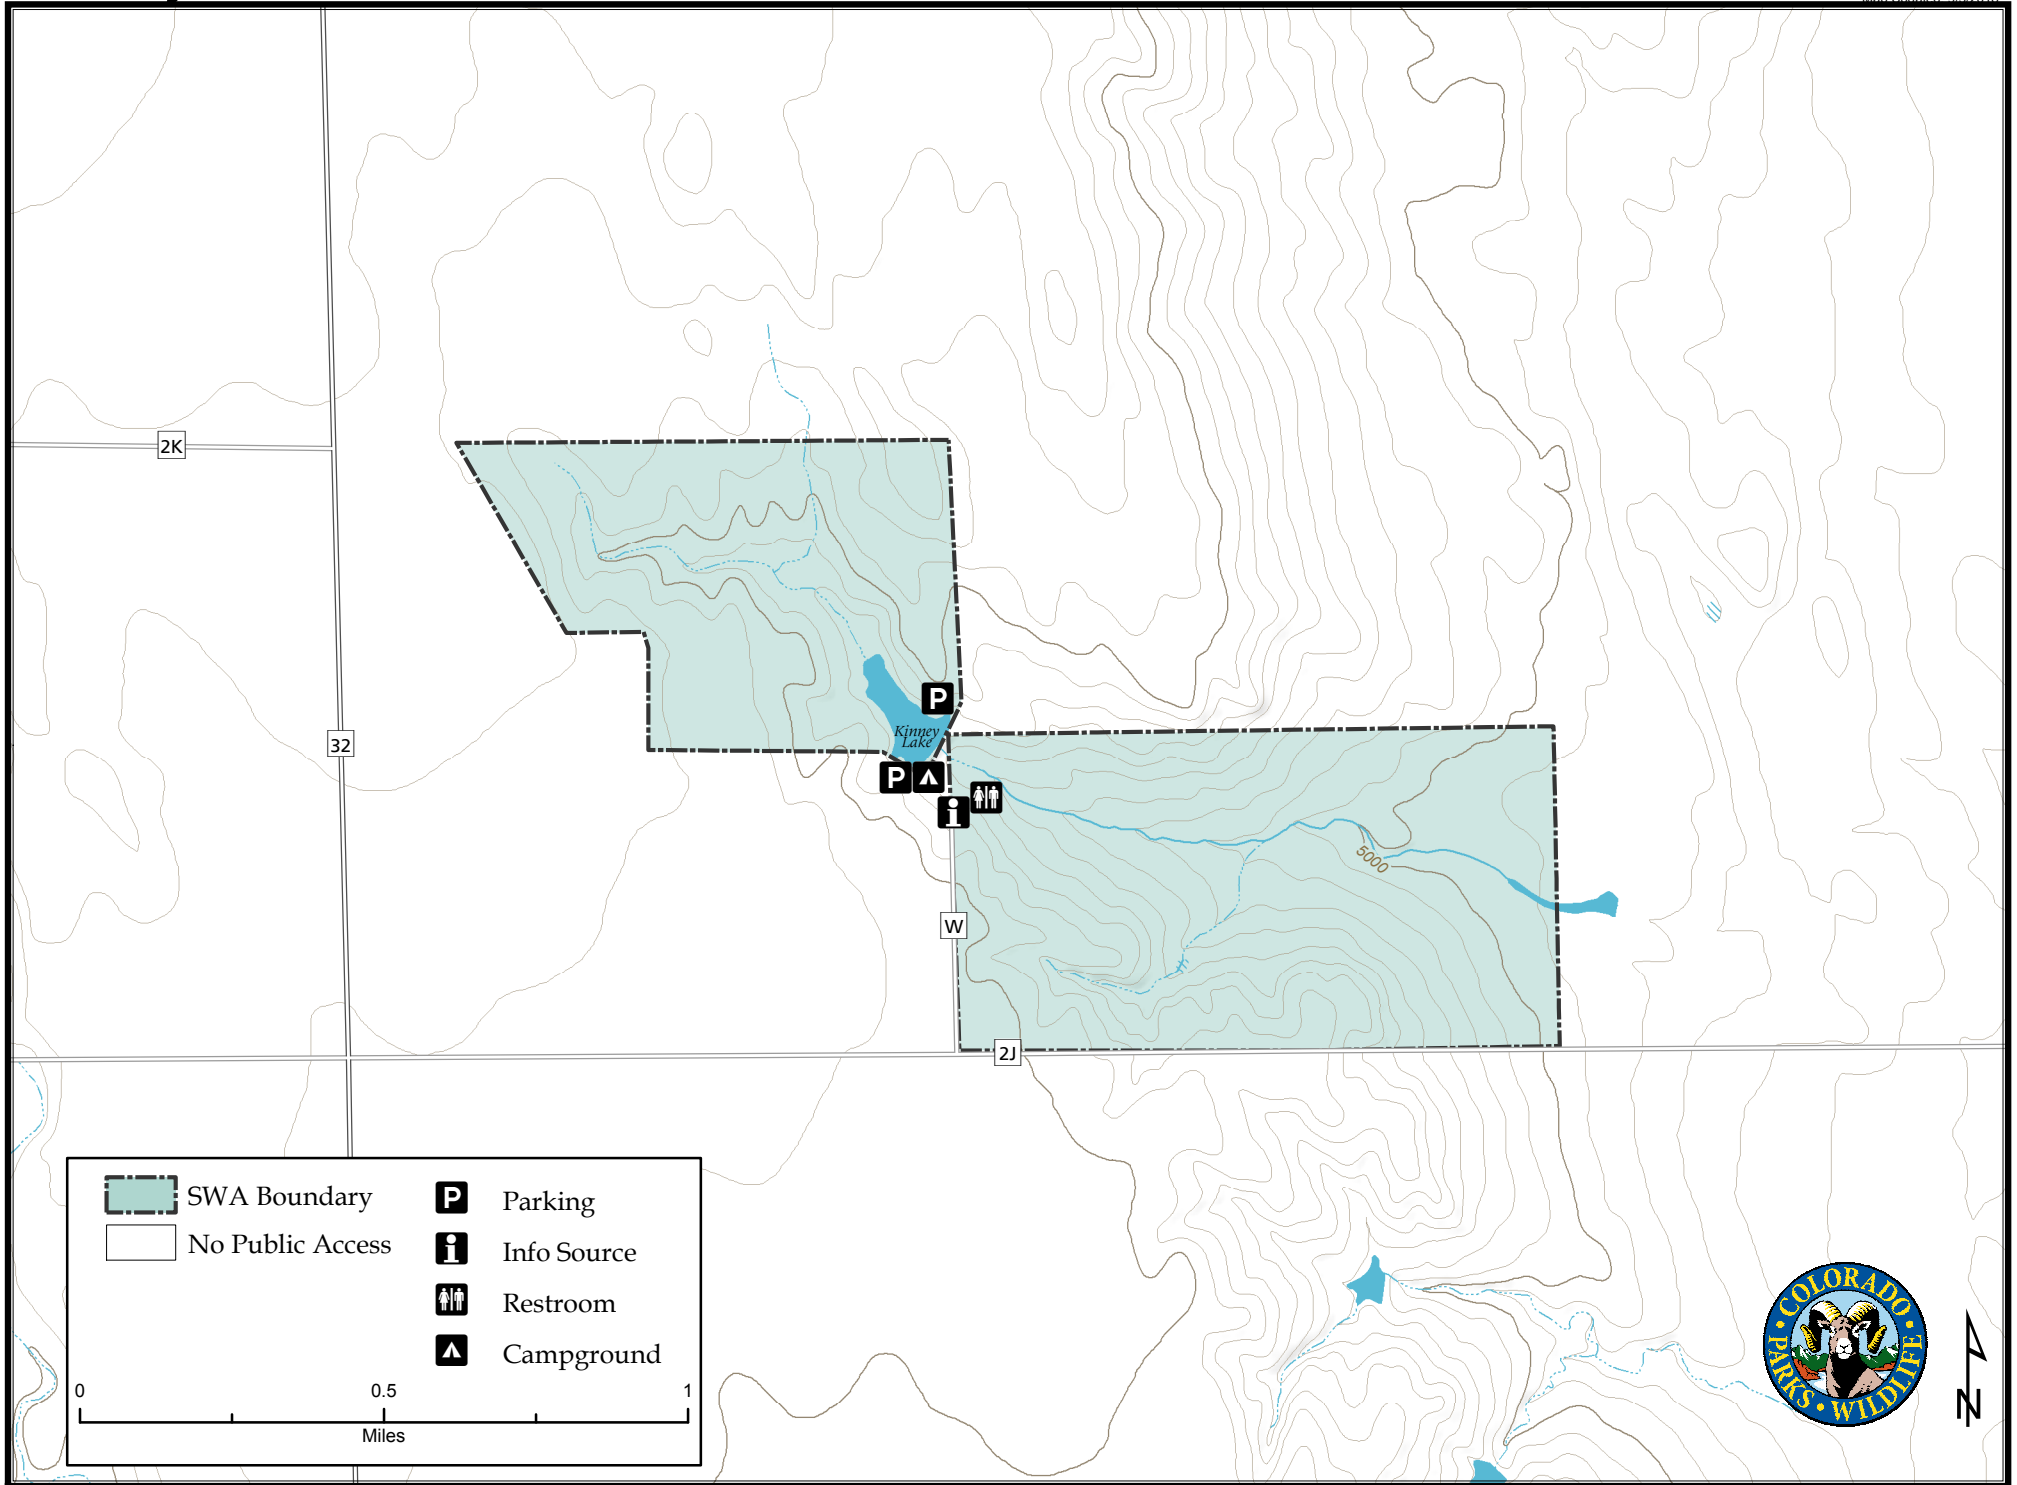 2K
32
Kinney
Lake
5000
W
2J
SWA Boundary
No Public Access
Parking
Info Source
Restroom
Campground
0 0.5 1
Miles
COLORADO
PARKS • WILDLIFE
N